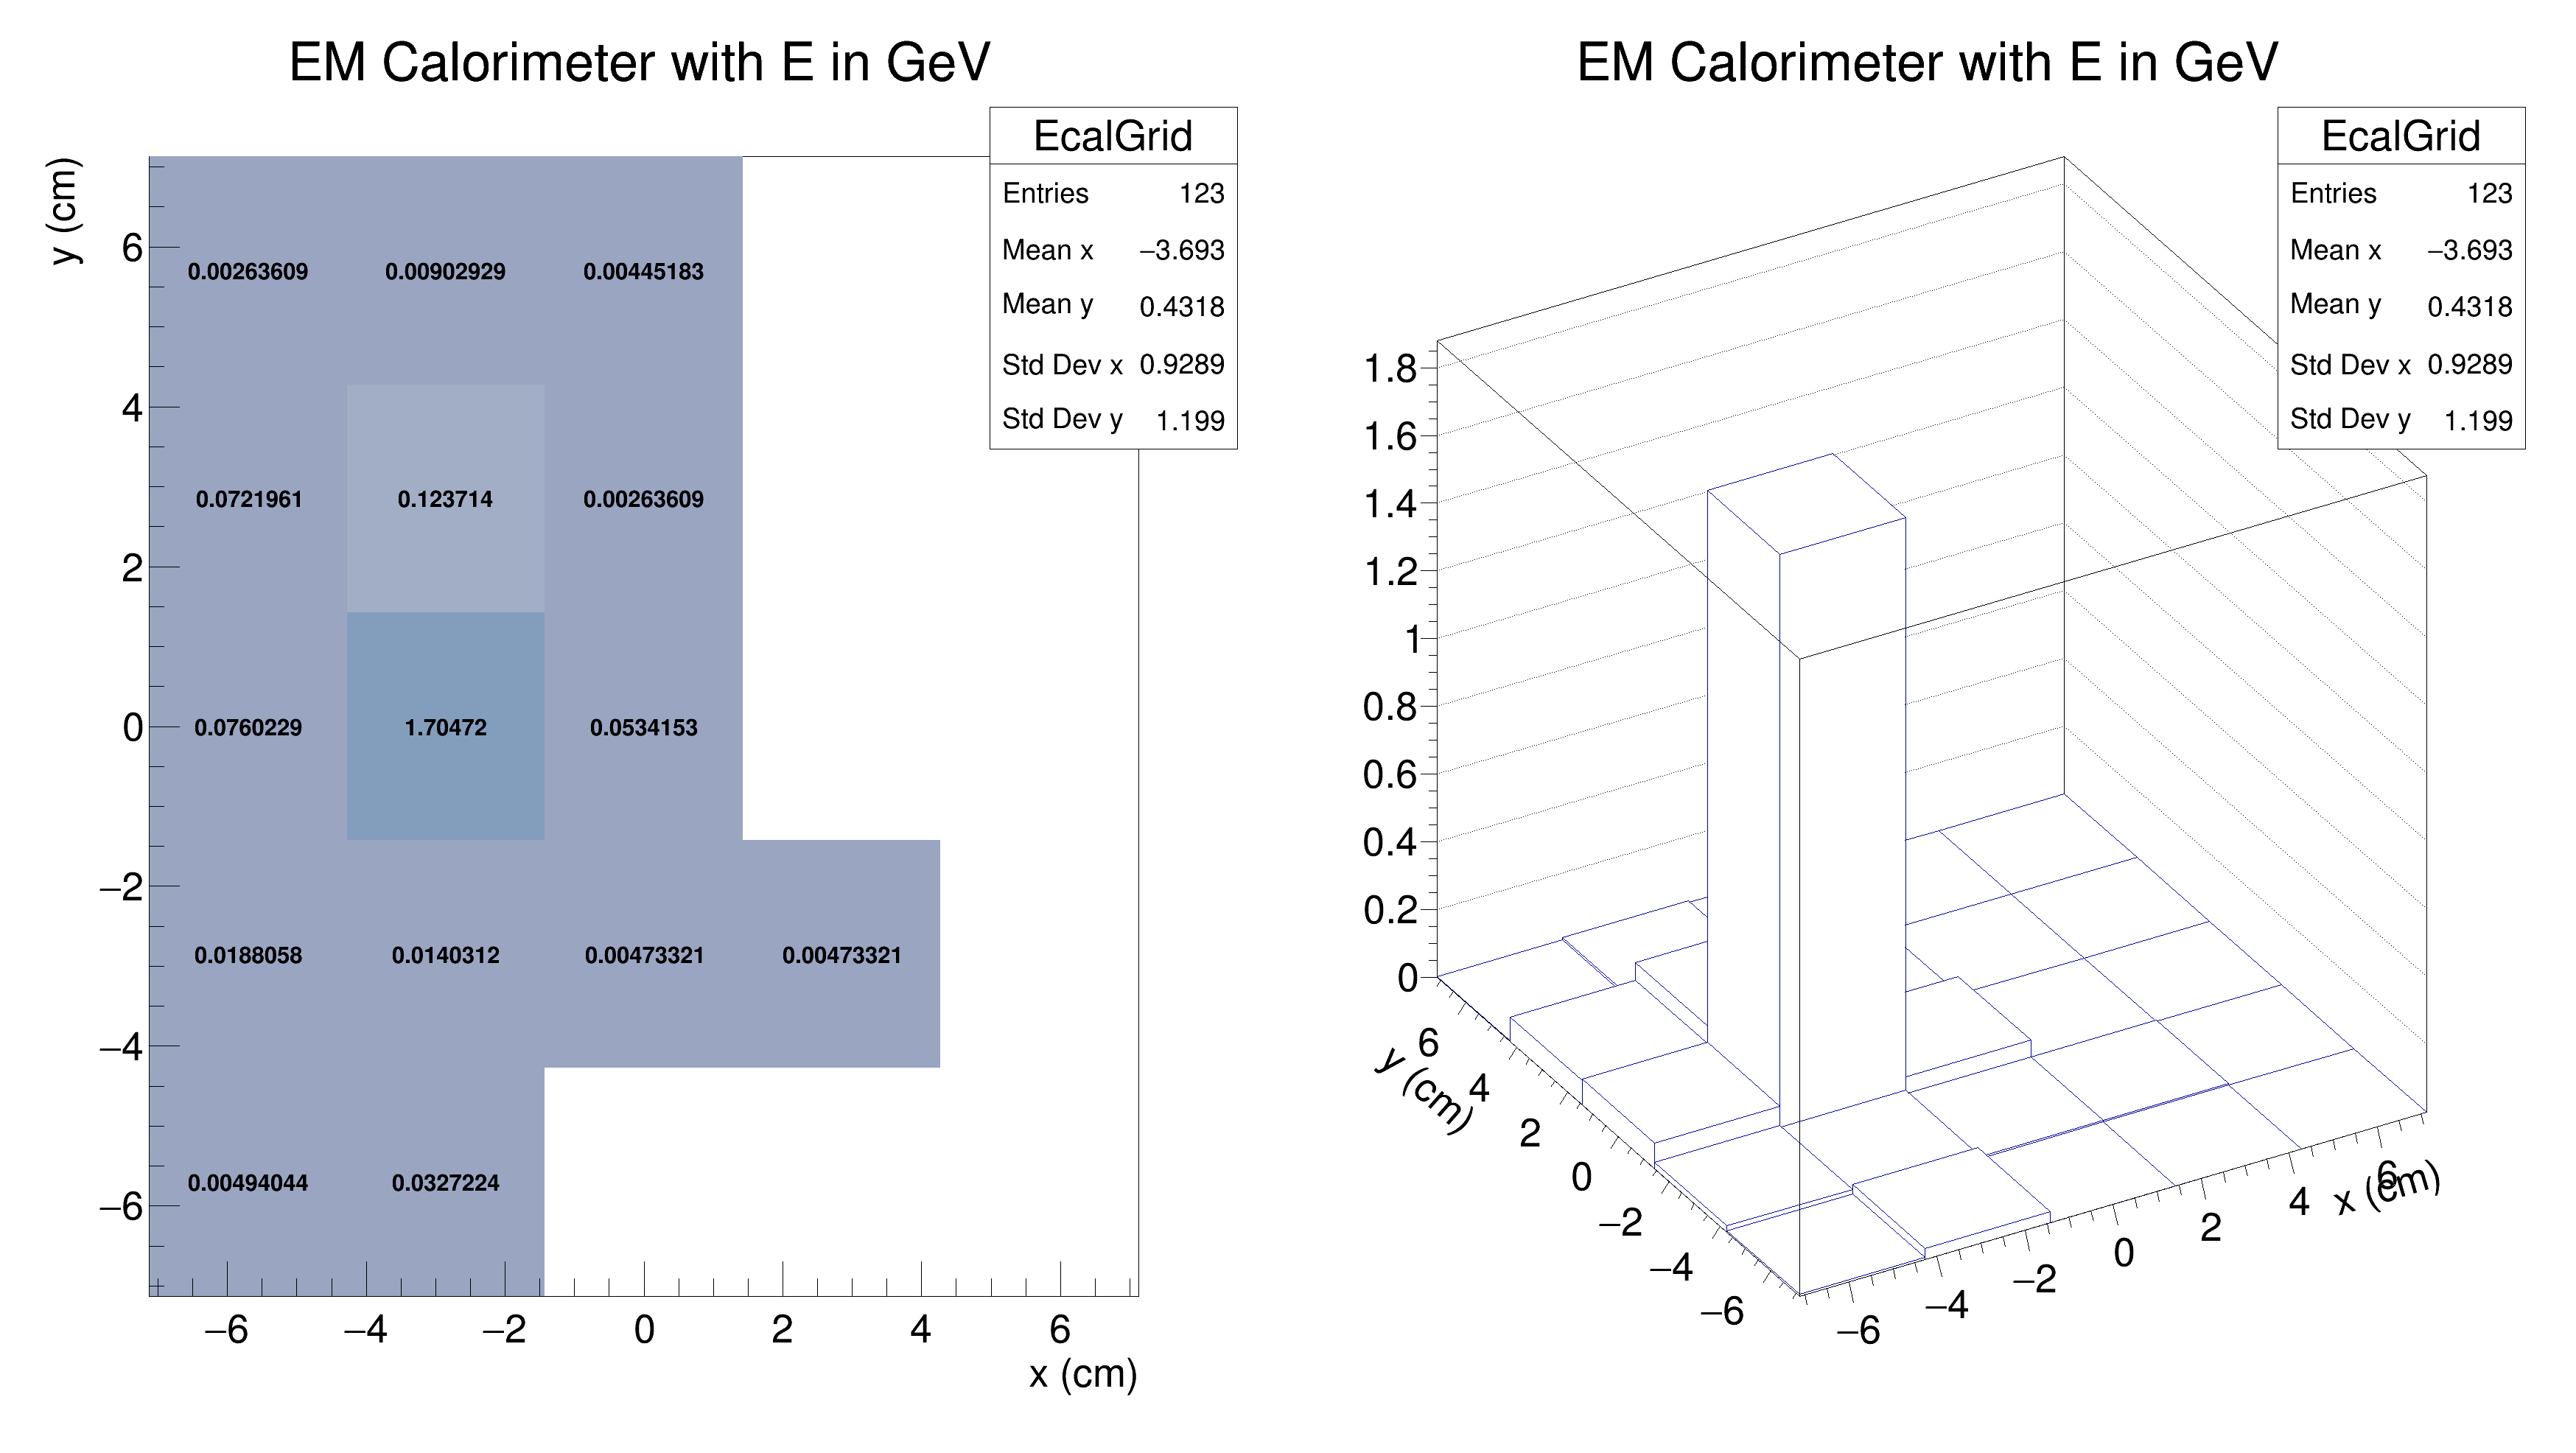 EM Calorimeter with E in GeV
EcalGrid
Entries 123
Mean x −3.693
Mean y 0.4318
Std Dev x 0.9289
Std Dev y 1.199
y (cm)
6
4
2
0
−2
−4
−6
0.00263609 0.00902929 0.00445183
0.0721961 0.123714 0.00263609
0.0760229 1.70472 0.0534153
0.0188058 0.0140312 0.00473321 0.00473321
0.00494044 0.0327224
−6 −4 −2 0 2 4 6
x (cm)
EM Calorimeter with E in GeV
EcalGrid
Entries 123
Mean x −3.693
Mean y 0.4318
Std Dev x 0.9289
Std Dev y 1.199
1.8
1.6
1.4
1.2
1
0.8
0.6
0.4
0.2
0
y (cm)
6
4
2
0
−2
−4
−6
−6
−4
−2
0
2
4
6
x (cm)